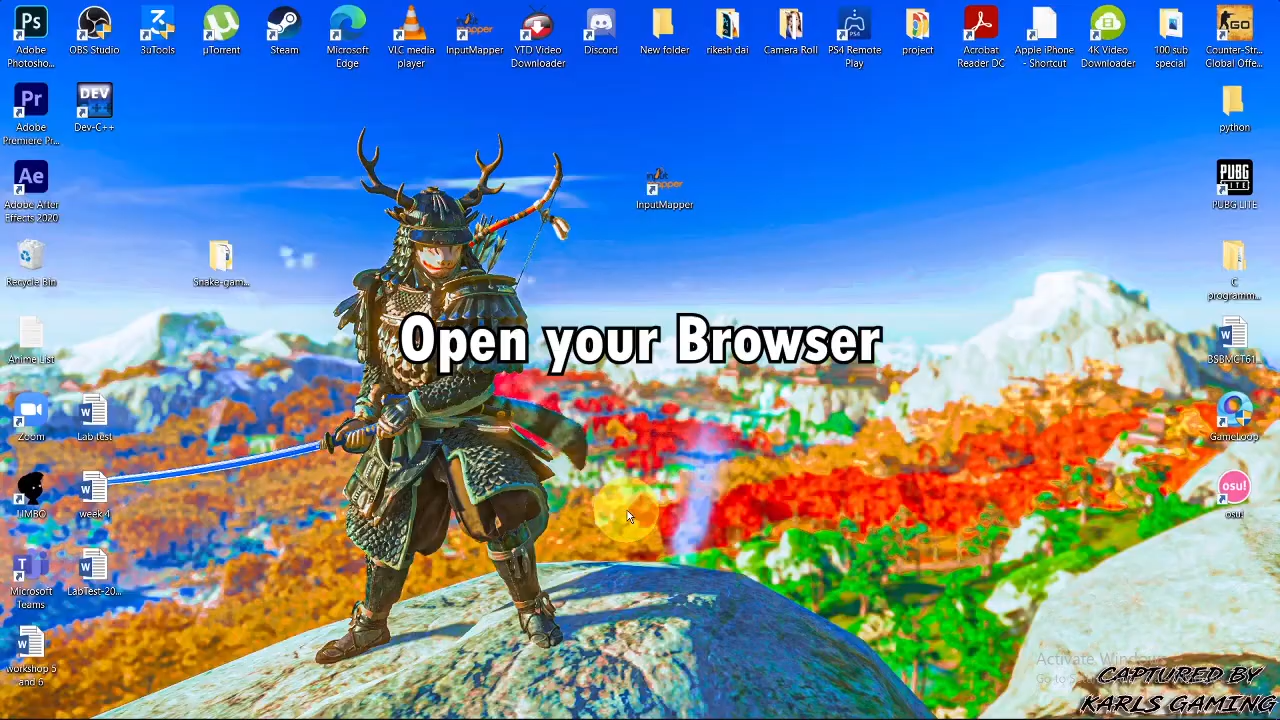 Adobe
Photosho...
OBS Studio
3uTools
µTorrent
Steam
Microsoft
Edge
VLC media
player
InputMapper
YTD Video
Downloader
Discord
New folder
rikesh dai
Camera Roll
PS4 Remote
Play
project
Acrobat
Reader DC
Apple iPhone
- Shortcut
4K Video
Downloader
100 sub
special
Counter-Str...
Global Offe...
Adobe
Premiere Pr...
Dev-C++
python
Adobe After
Effects 2020
InputMapper
PUBG LITE
Recycle Bin
Snake-gam...
C
programm...
Open your Browser
Anime List
BSBMCT61...
Zoom
Lab test
GameLoop
JIMBO
week 4
osu!
Microsoft
Teams
LabTest-20...
workshop 5
and 6
Activate Windows
CAPTURED BY
KARLS GAMING